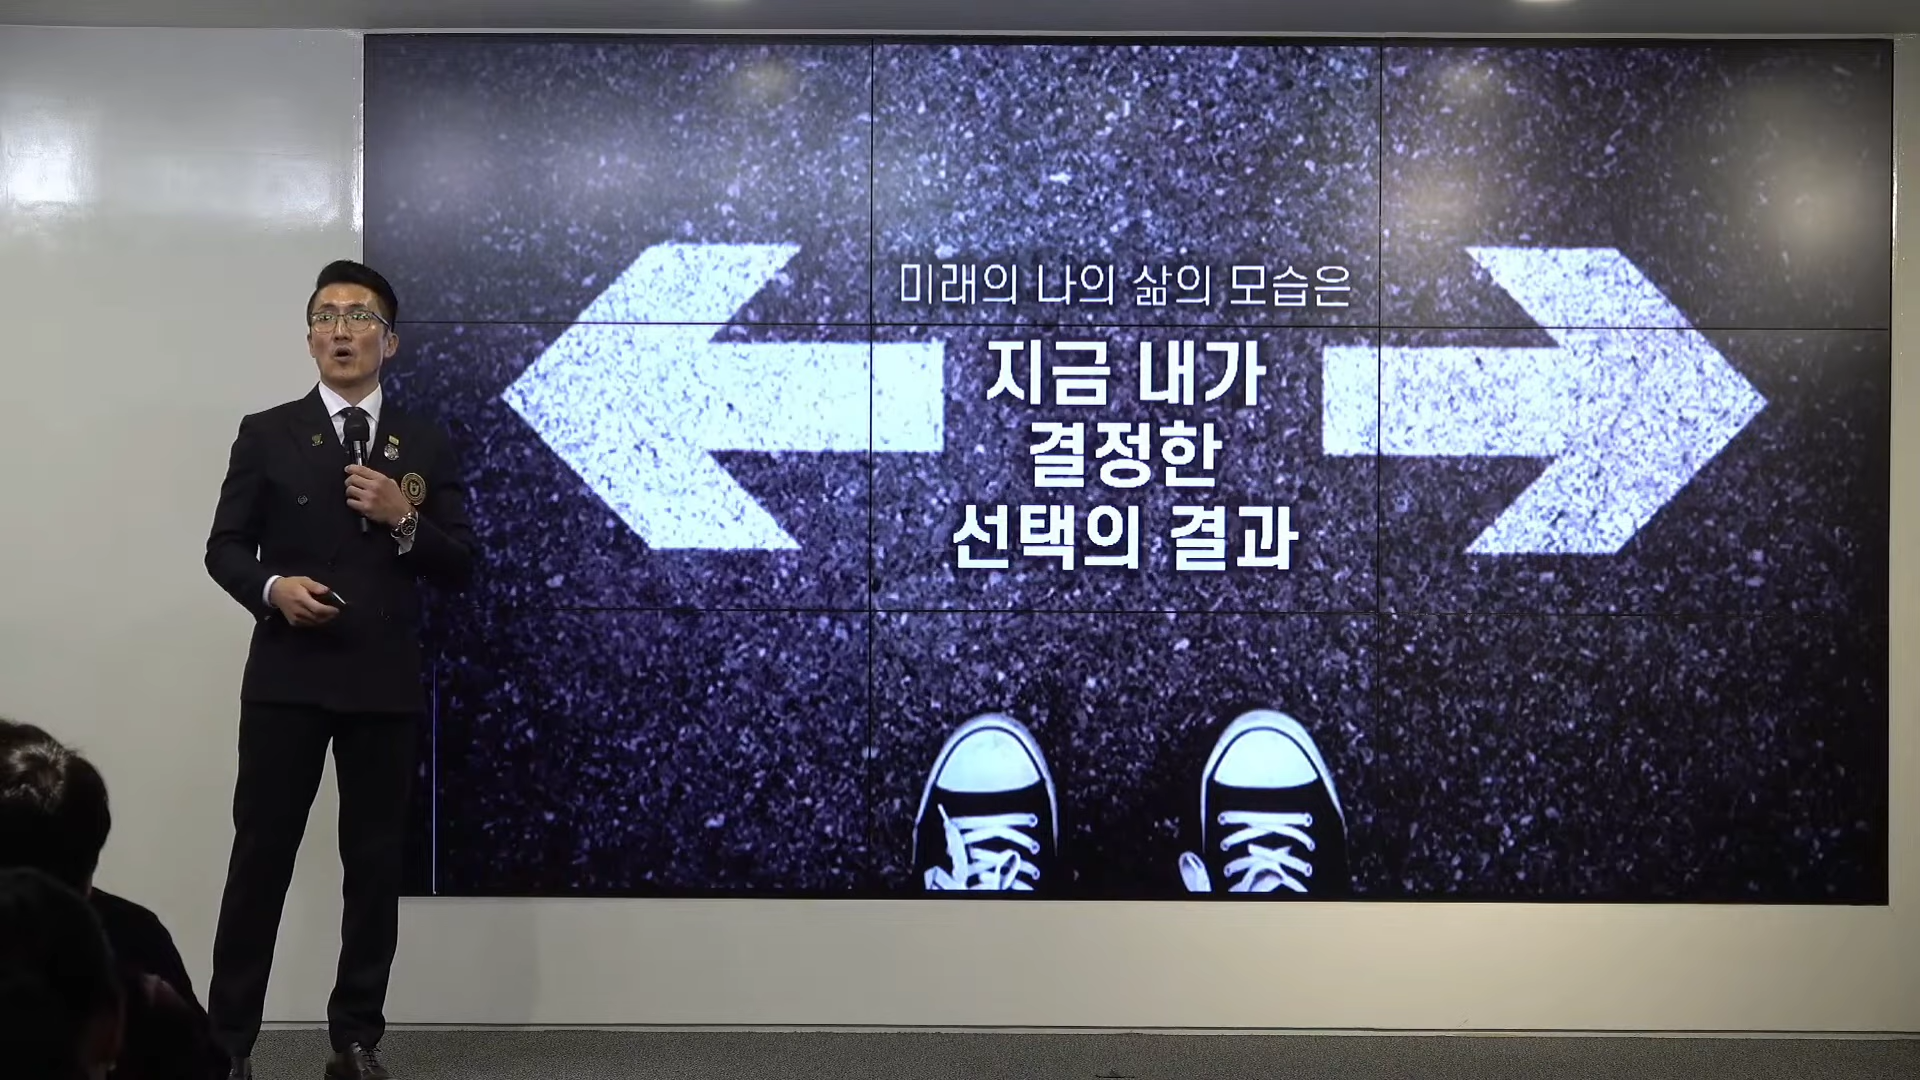 미래의 나의 삶의 모습은
지금 내가
결정한
선택의 결과